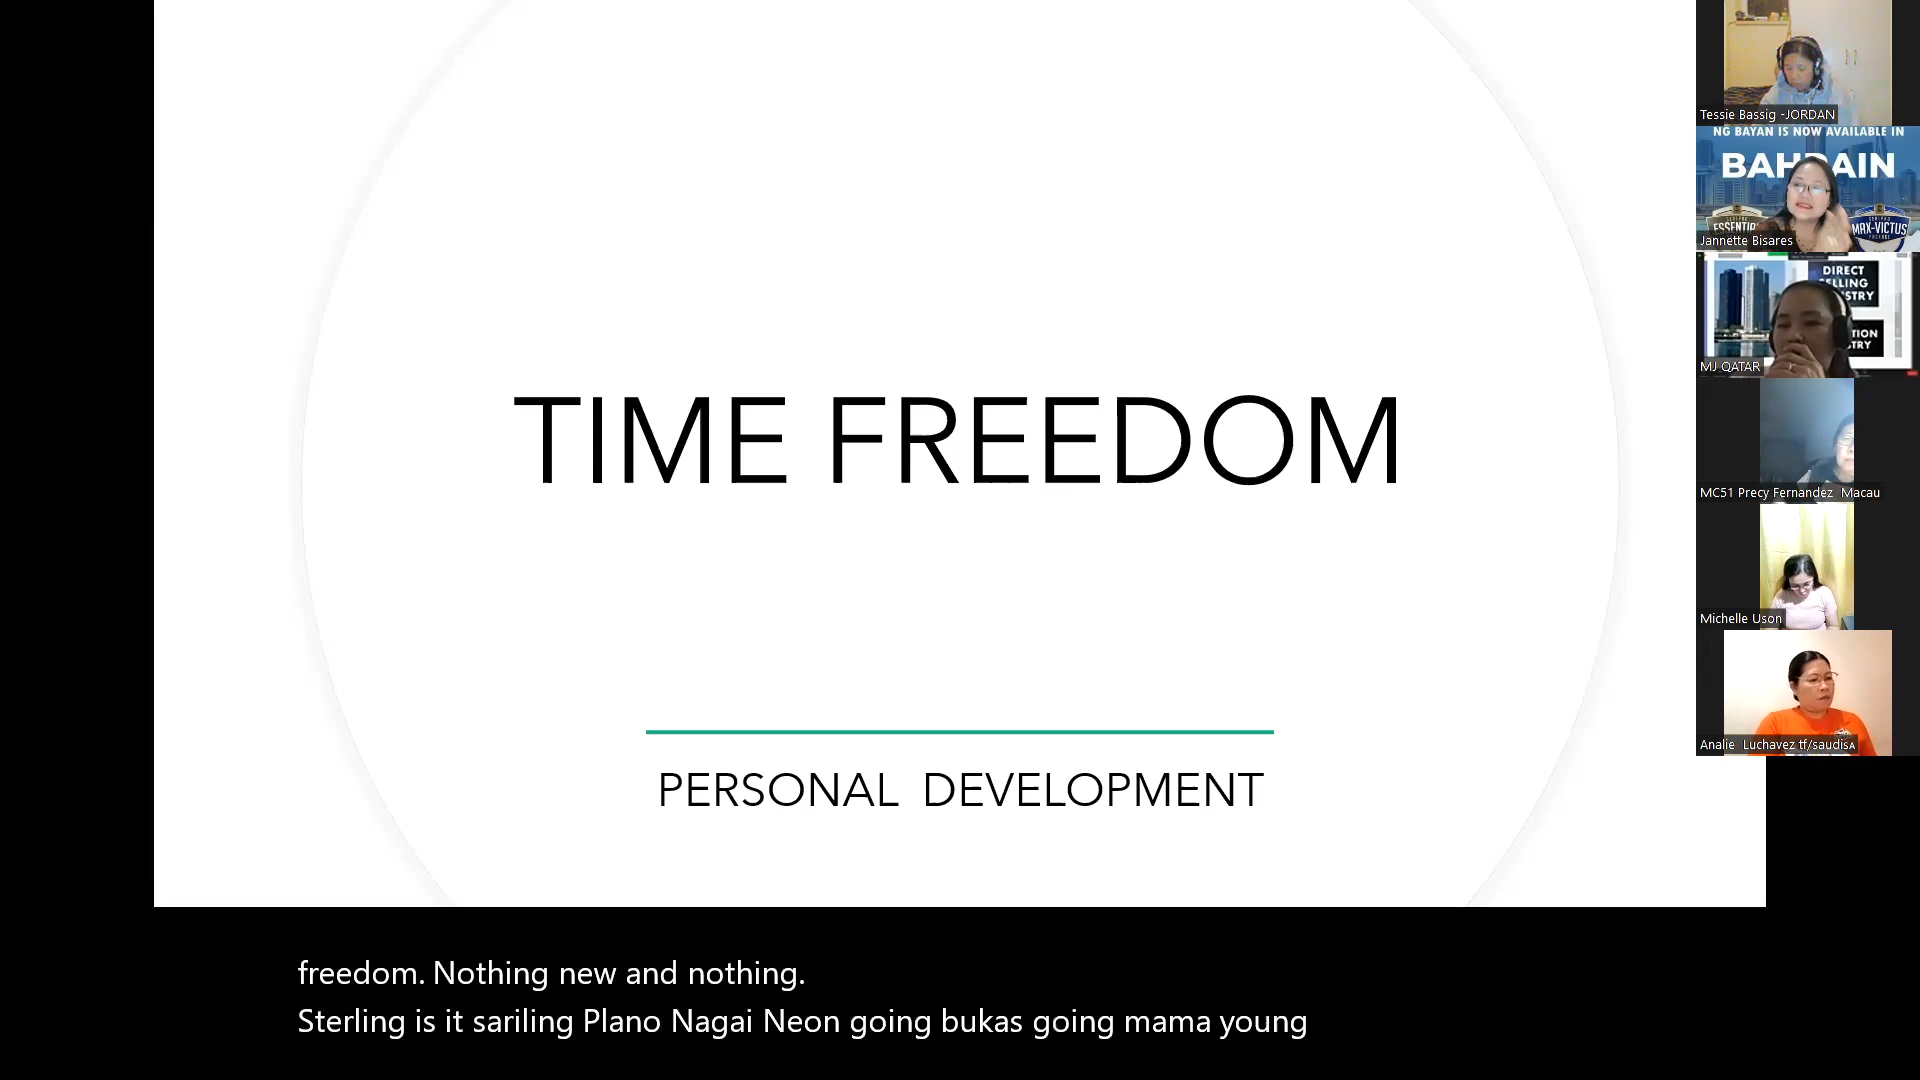 TIME FREEDOM
PERSONAL DEVELOPMENT
freedom. Nothing new and nothing.
Sterling is it sariling Plano Nagai Neon going bukas going mama young
Tessie Bassig -JORDAN
NG BAYAN IS NOW AVAILABLE IN
BAHRAIN
Jannette Bisares
DIRECT
SELLING
MJ QATAR
MC51 Precy Fernandez Macau
Michelle Uson
Analie Luchavez tf/saudisA